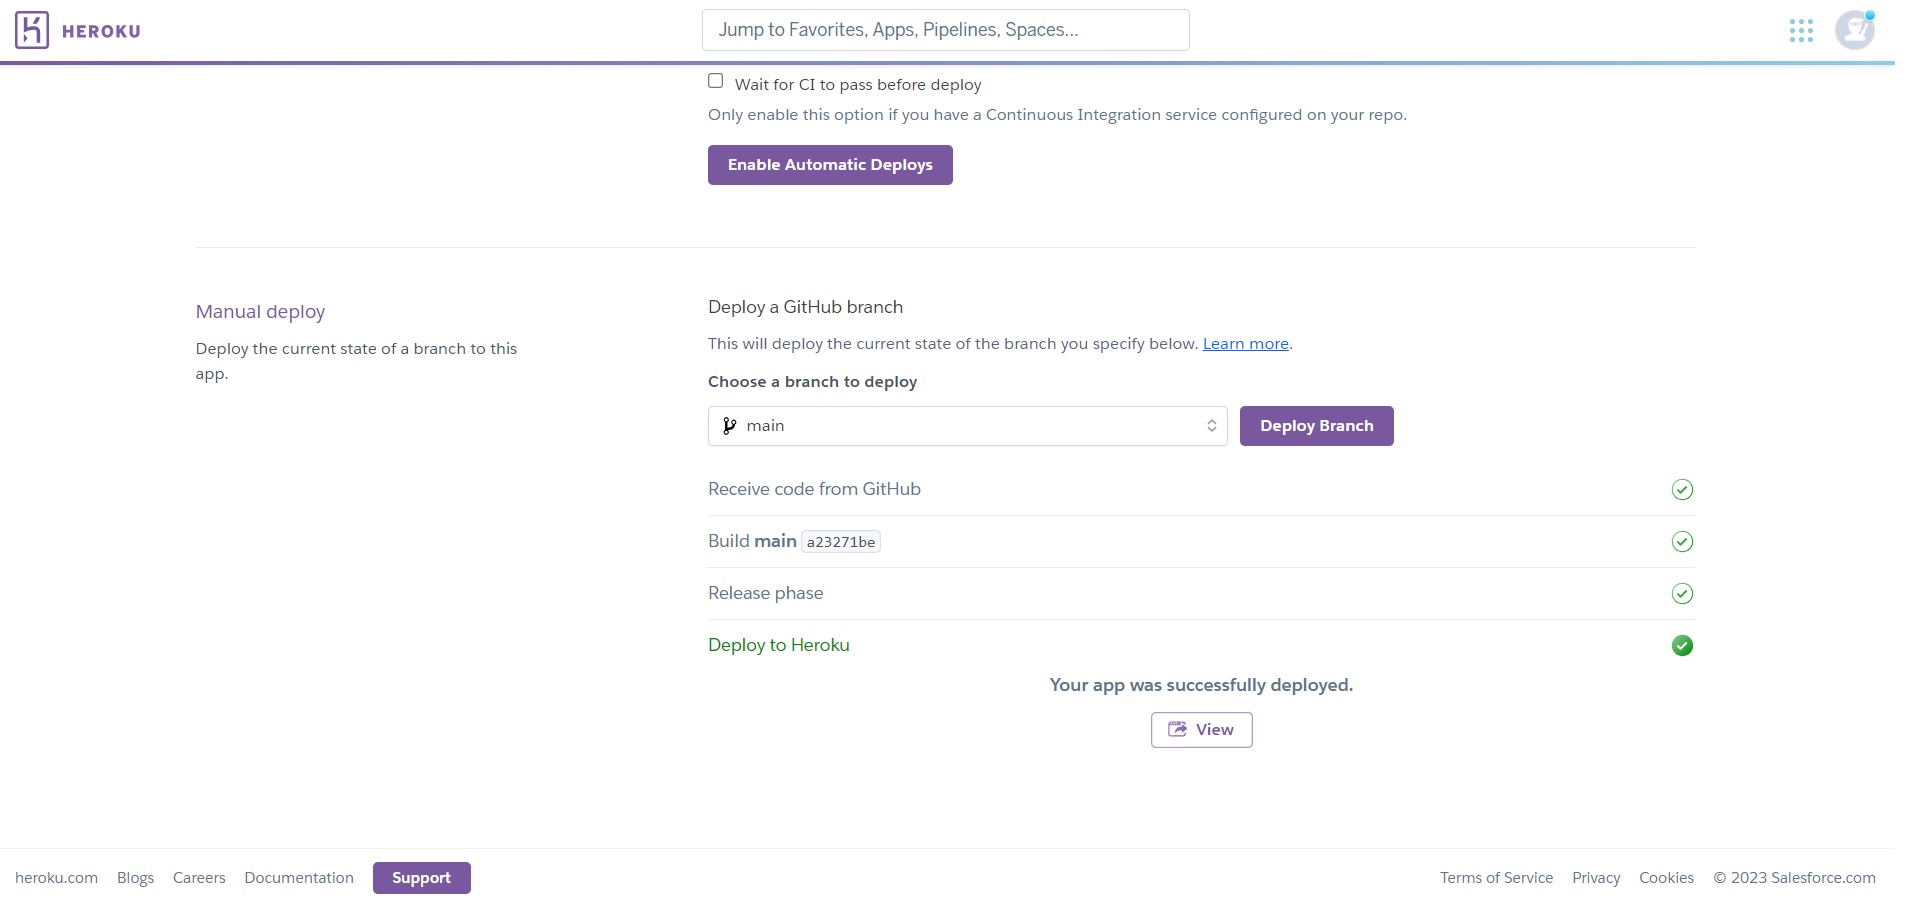 HEROKU
Jump to Favorites, Apps, Pipelines, Spaces...
Wait for CI to pass before deploy
Only enable this option if you have a Continuous Integration service configured on your repo.
Enable Automatic Deploys
Manual deploy
Deploy the current state of a branch to this
app.
Deploy a GitHub branch
This will deploy the current state of the branch you specify below. Learn more.
Choose a branch to deploy
main
Deploy Branch
Receive code from GitHub
Build main a23271be
Release phase
Deploy to Heroku
Your app was successfully deployed.
View
heroku.com Blogs Careers Documentation Support Terms of Service Privacy Cookies © 2023 Salesforce.com